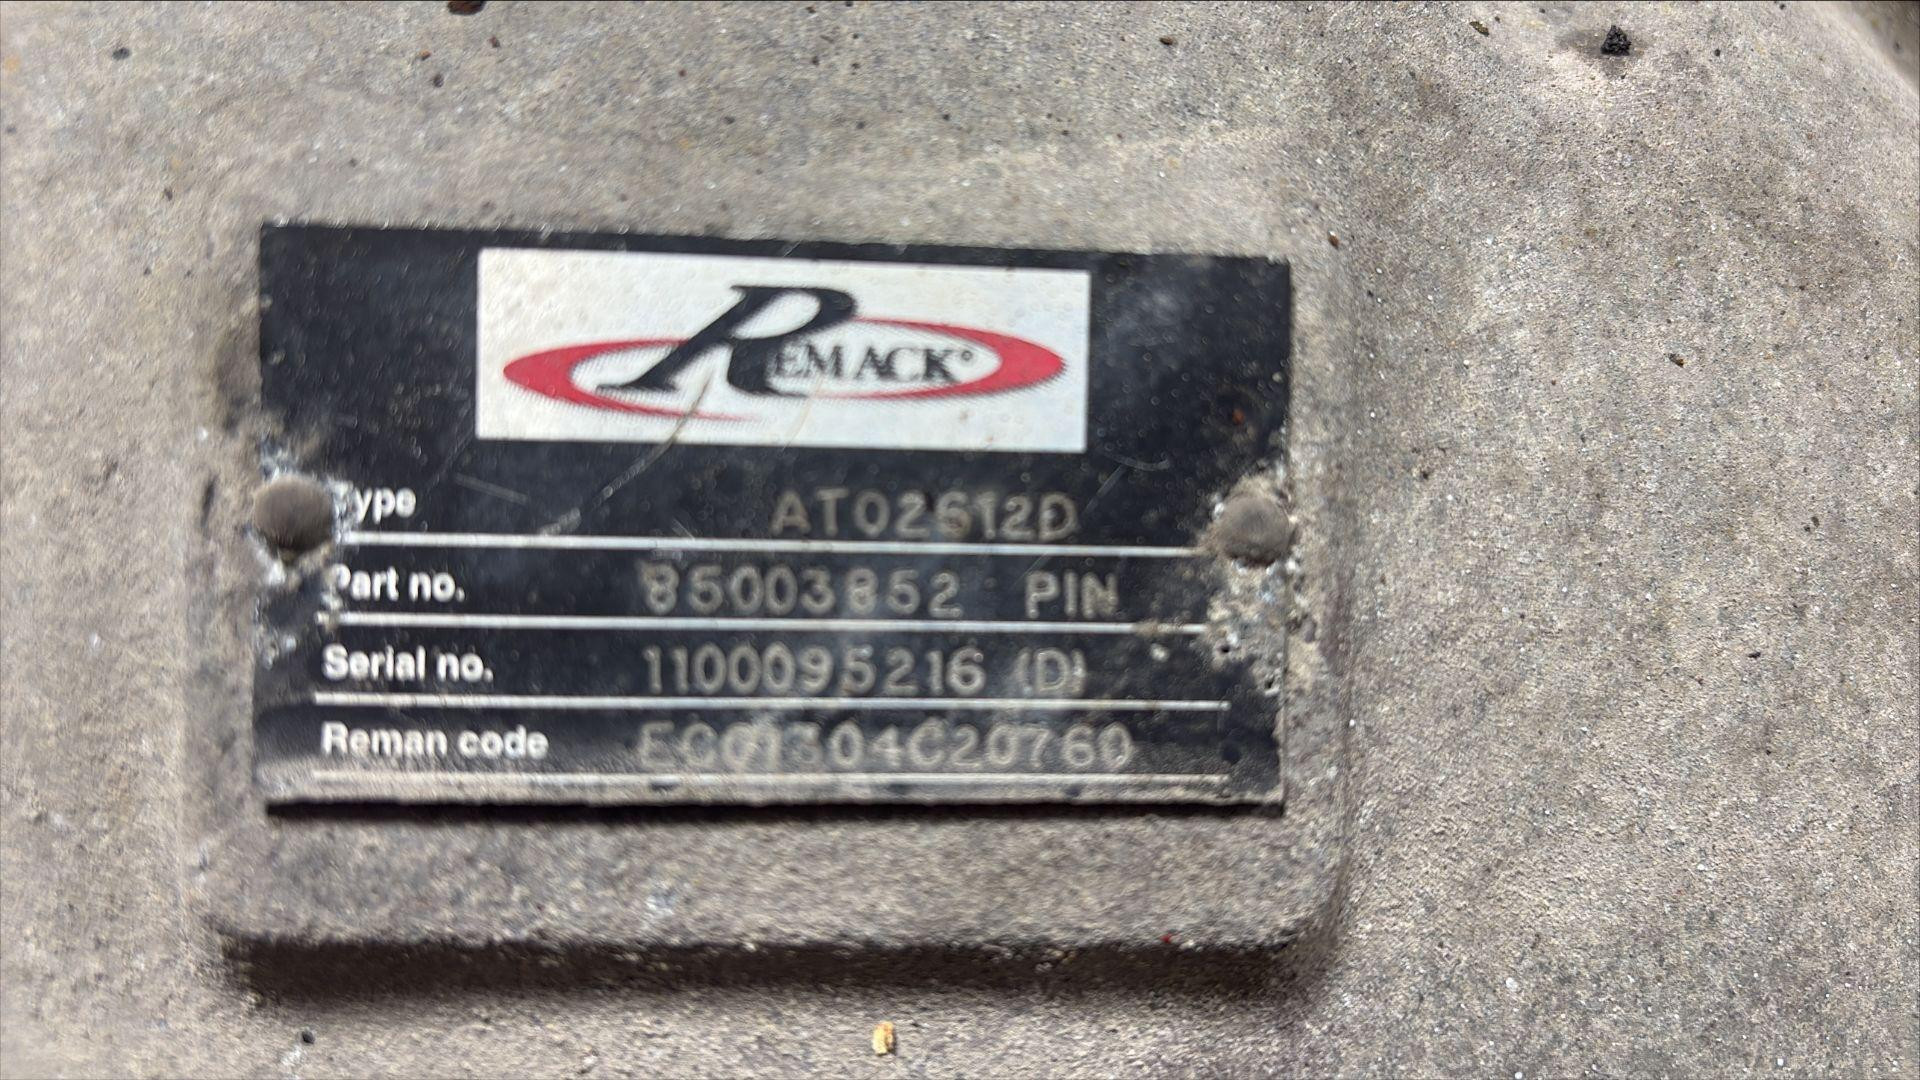 REMACK®
Type AT02612D
Part no. 85003852 PIN
Serial no. 1100095216 (D)
Reman code